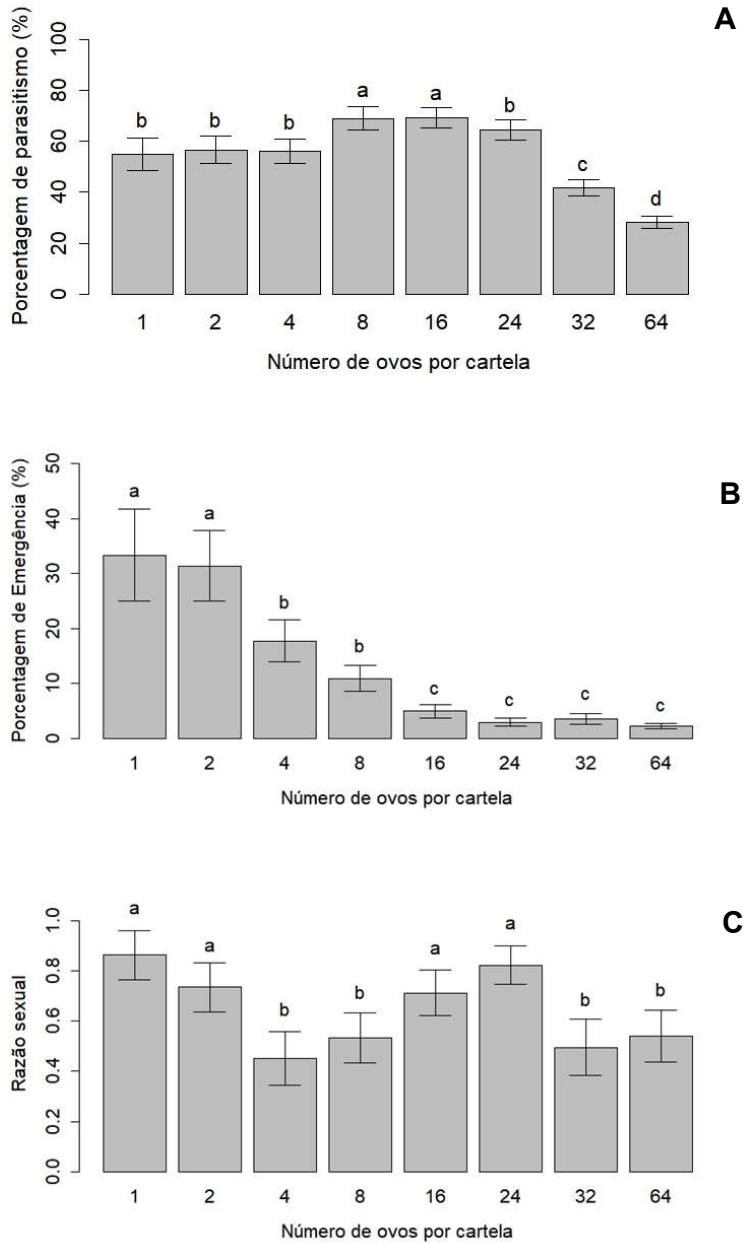 A
Porcentagem de parasitismo (%)
100
80
60
40
20
0
b b b a a b c d
1 2 4 8 16 24 32 64
Número de ovos por cartela
B
Porcentagem de Emergência (%)
50
40
30
20
10
0
a a b b c c c c
1 2 4 8 16 24 32 64
Número de ovos por cartela
C
Razão sexual
1.0
0.8
0.6
0.4
0.2
0.0
a a b b a a b b
1 2 4 8 16 24 32 64
Número de ovos por cartela